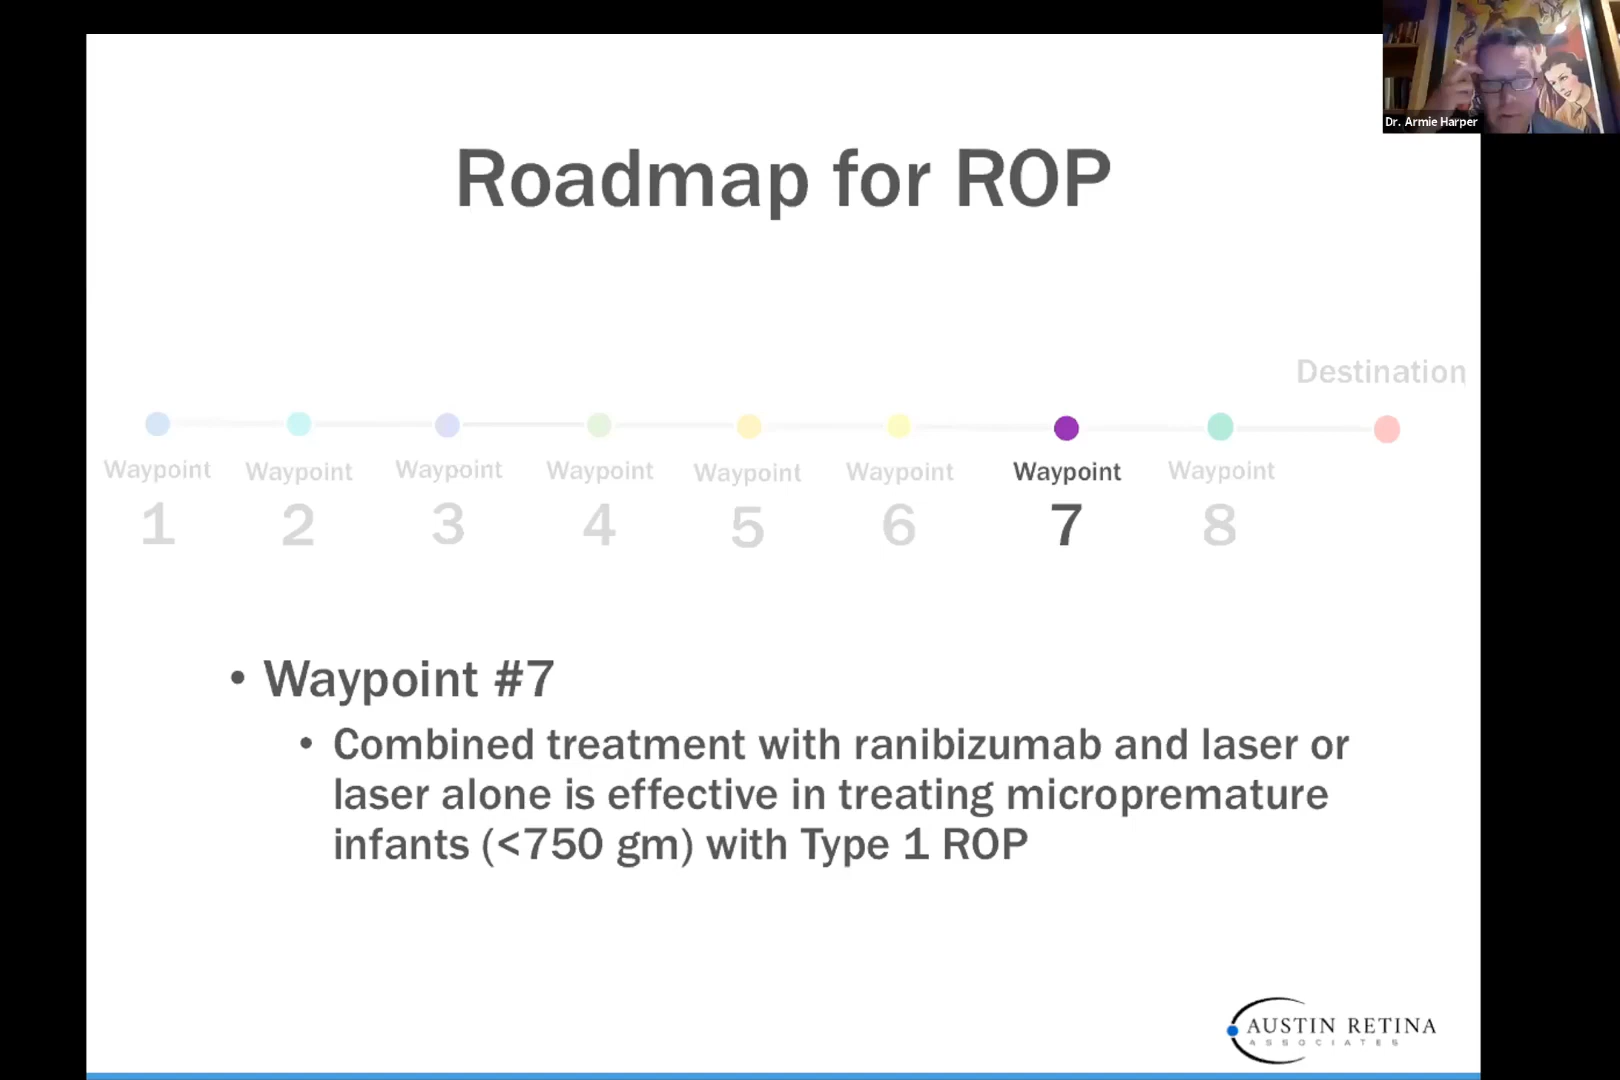 Dr. Armie Harper
Roadmap for ROP
Destination
Waypoint Waypoint Waypoint Waypoint Waypoint Waypoint Waypoint Waypoint
1 2 3 4 5 6 7 8
• Waypoint #7
• Combined treatment with ranibizumab and laser or
laser alone is effective in treating micropremature
infants (<750 gm) with Type 1 ROP
AUSTIN RETINA
ASSOCIATES